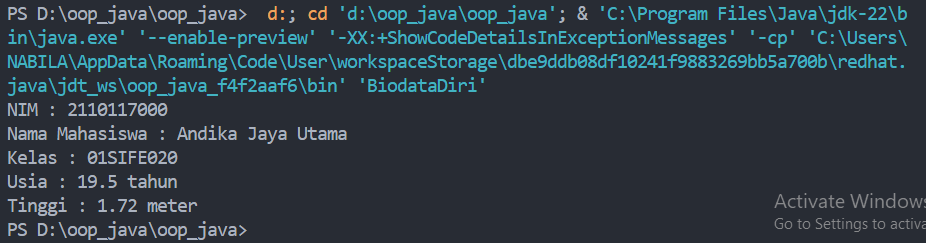 PS D:\oop_java\oop_java>  d:; cd 'd:\oop_java\oop_java'; & 'C:\Program Files\Java\jdk-22\b
in\java.exe' '--enable-preview' '-XX:+ShowCodeDetailsInExceptionMessages' '-cp' 'C:\Users\
NABILA\AppData\Roaming\Code\User\workspaceStorage\dbe9ddb08df10241f9883269bb5a700b\redhat.
java\jdt_ws\oop_java_f4f2aaf6\bin' 'BiodataDiri'
NIM : 2110117000
Nama Mahasiswa : Andika Jaya Utama
Kelas : 01SIFE020
Usia : 19.5 tahun
Tinggi : 1.72 meter
PS D:\oop_java\oop_java>
Activate Windows
Go to Settings to activa